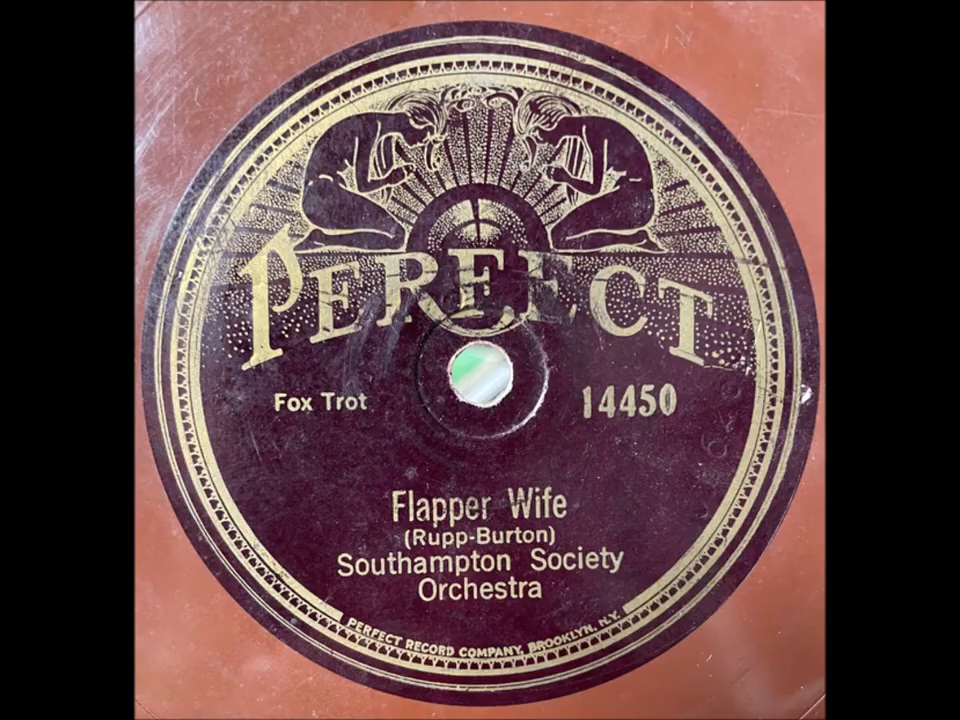 PERFECT
Fox Trot
14450
Flapper Wife
(Rupp-Burton)
Southampton Society
Orchestra
PERFECT RECORD COMPANY, BROOKLYN, N.Y.